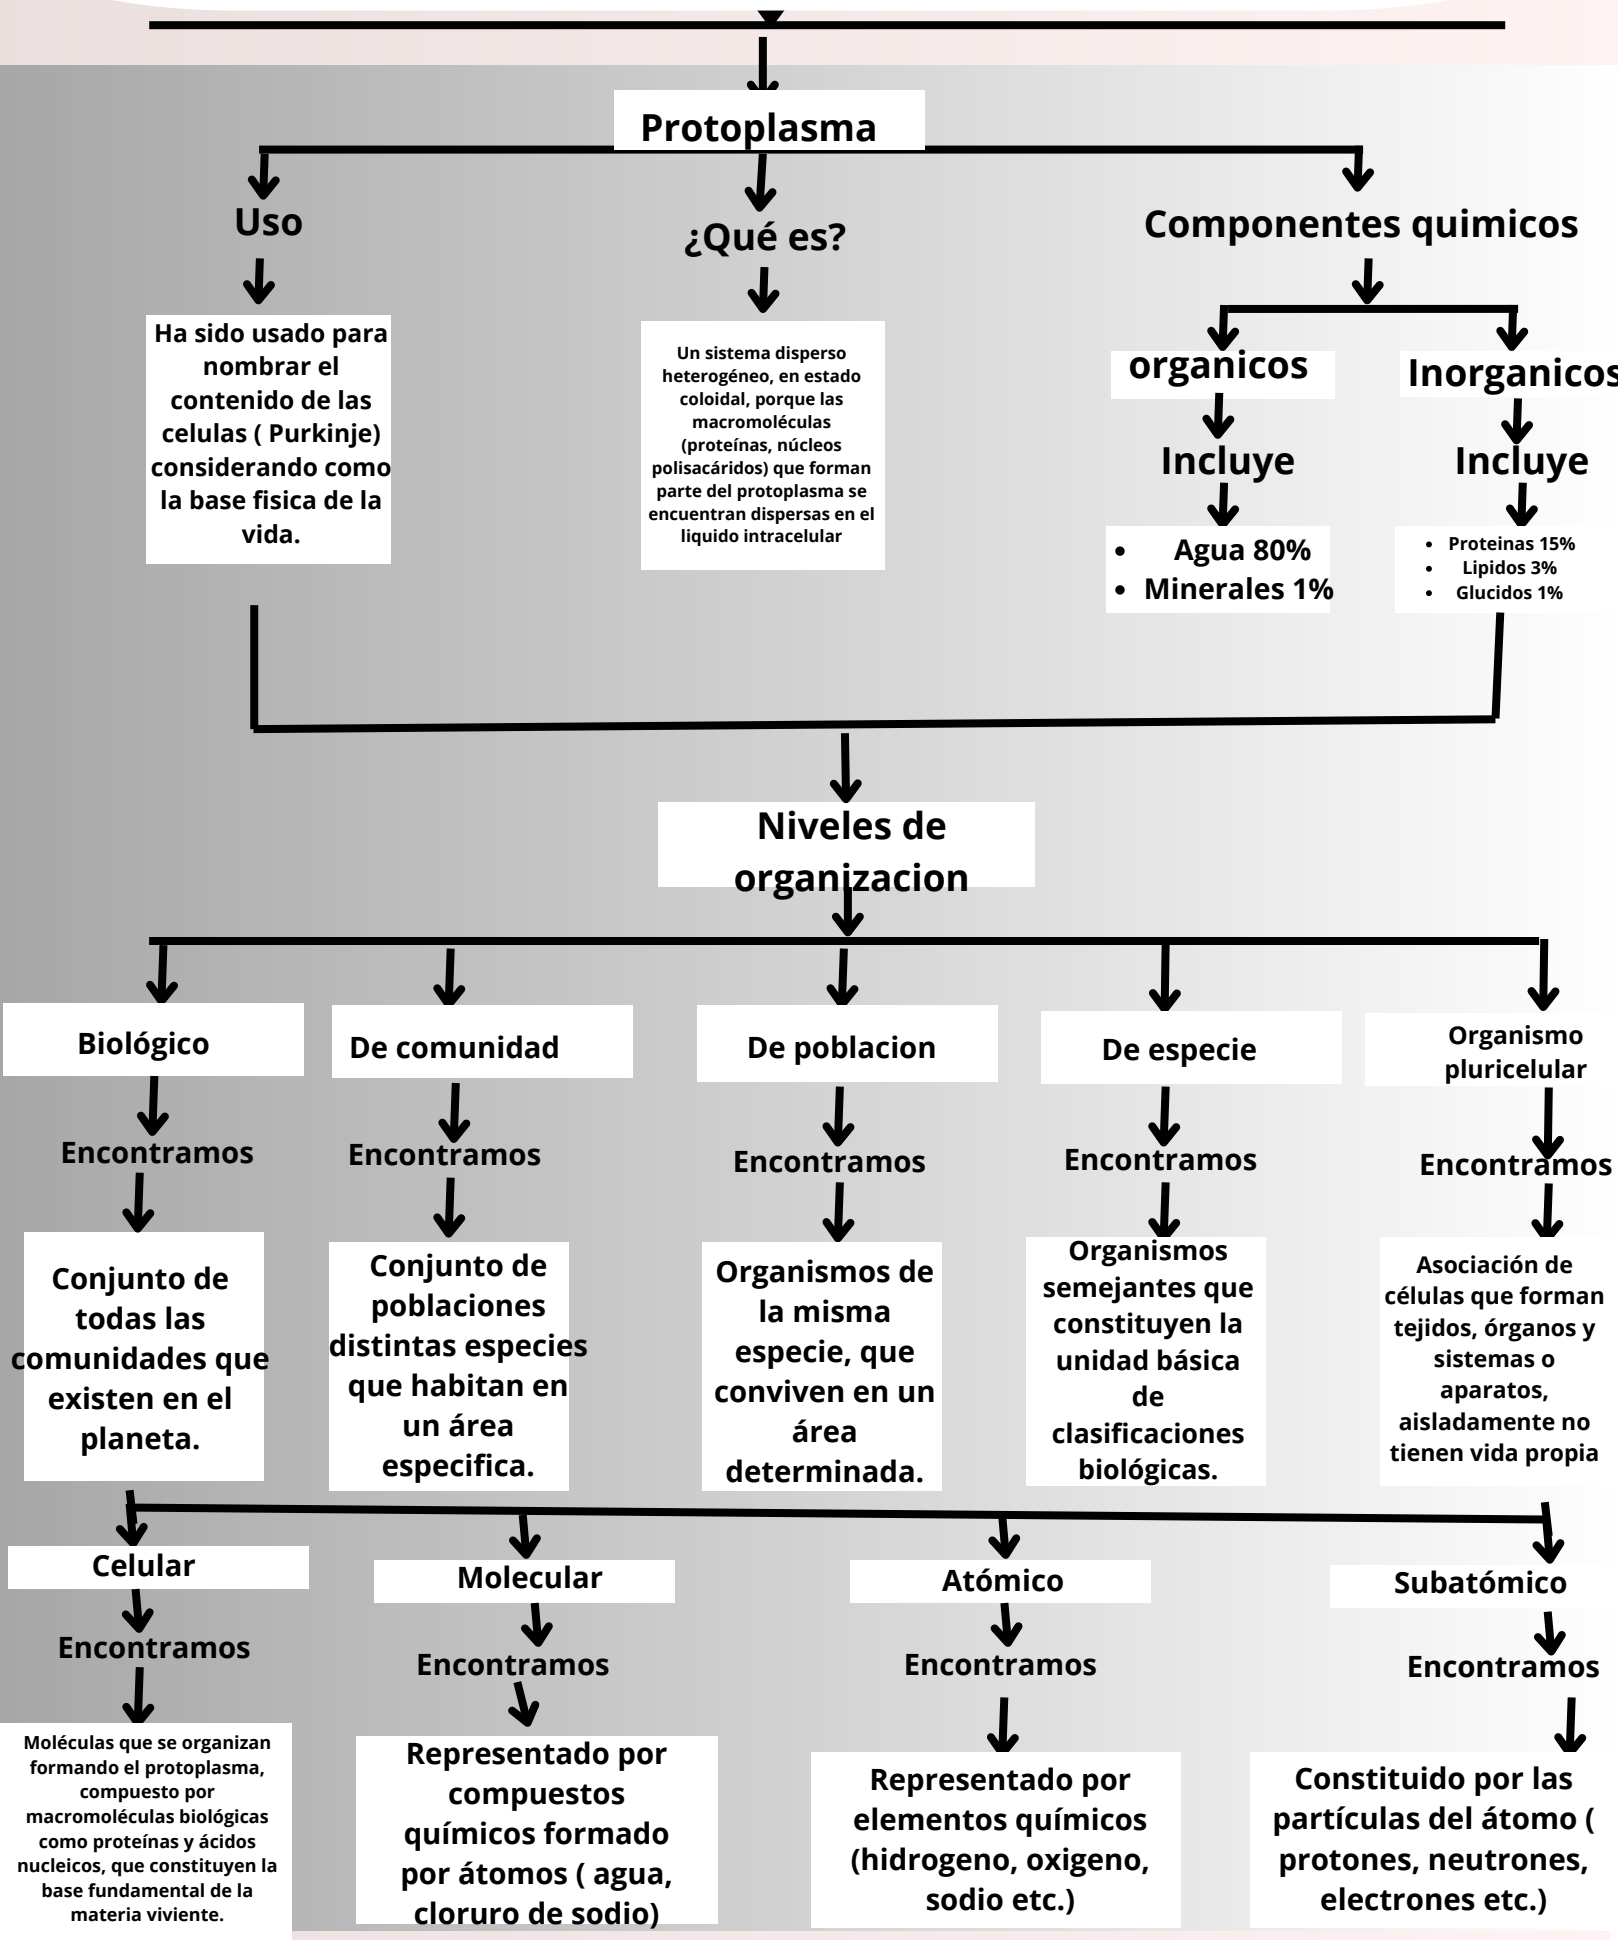 Protoplasma
Uso
¿Qué es?
Componentes quimicos
Ha sido usado para
nombrar el
contenido de las
celulas ( Purkinje)
considerando como
la base fisica de la
vida.
Un sistema disperso
heterogéneo, en estado
coloidal, porque las
macromoléculas
(proteínas, núcleos
polisacáridos) que forman
parte del protoplasma se
encuentran dispersas en el
liquido intracelular
organicos
Inorganicos
Incluye
Incluye
• Agua 80%
• Minerales 1%
• Proteinas 15%
• Lipidos 3%
• Glucidos 1%
Niveles de
organizacion
Biológico
De comunidad
De poblacion
De especie
Organismo
pluricelular
Encontramos
Encontramos
Encontramos
Encontramos
Encontramos
Conjunto de
todas las
comunidades que
existen en el
planeta.
Conjunto de
poblaciones
distintas especies
que habitan en
un área
especifica.
Organismos de
la misma
especie, que
conviven en un
área
determinada.
Organismos
semejantes que
constituyen la
unidad básica
de
clasificaciones
biológicas.
Asociación de
células que forman
tejidos, órganos y
sistemas o
aparatos,
aisladamente no
tienen vida propia
Celular
Molecular
Atómico
Subatómico
Encontramos
Encontramos
Encontramos
Encontramos
Moléculas que se organizan
formando el protoplasma,
compuesto por
macromoléculas biológicas
como proteínas y ácidos
nucleicos, que constituyen la
base fundamental de la
materia viviente.
Representado por
compuestos
químicos formado
por átomos ( agua,
cloruro de sodio)
Representado por
elementos químicos
(hidrogeno, oxigeno,
sodio etc.)
Constituido por las
partículas del átomo (
protones, neutrones,
electrones etc.)